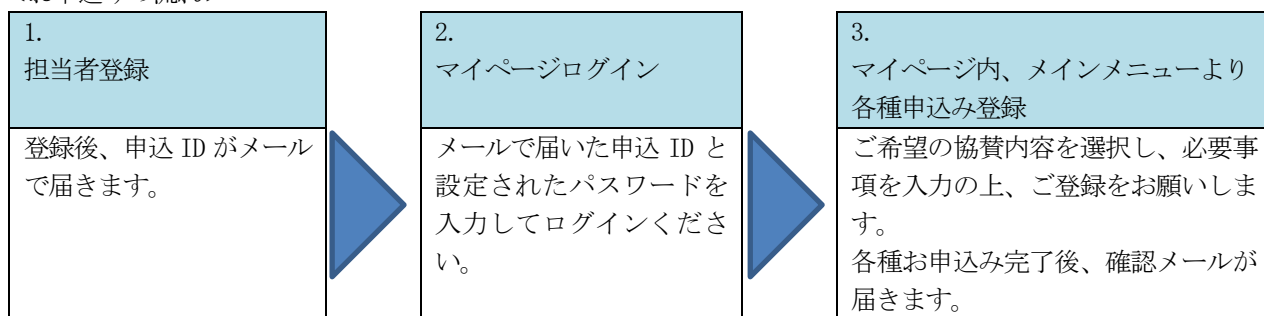 1.
担当者登録
登録後、申込 ID がメール
で届きます。
2.
マイページログイン
メールで届いた申込 ID と
設定されたパスワードを
入力してログインくださ
い。
3.
マイページ内、メインメニューより
各種申込み登録
ご希望の協賛内容を選択し、必要事
項を入力の上、ご登録をお願いしま
す。
各種お申込み完了後、確認メールが
届きます。